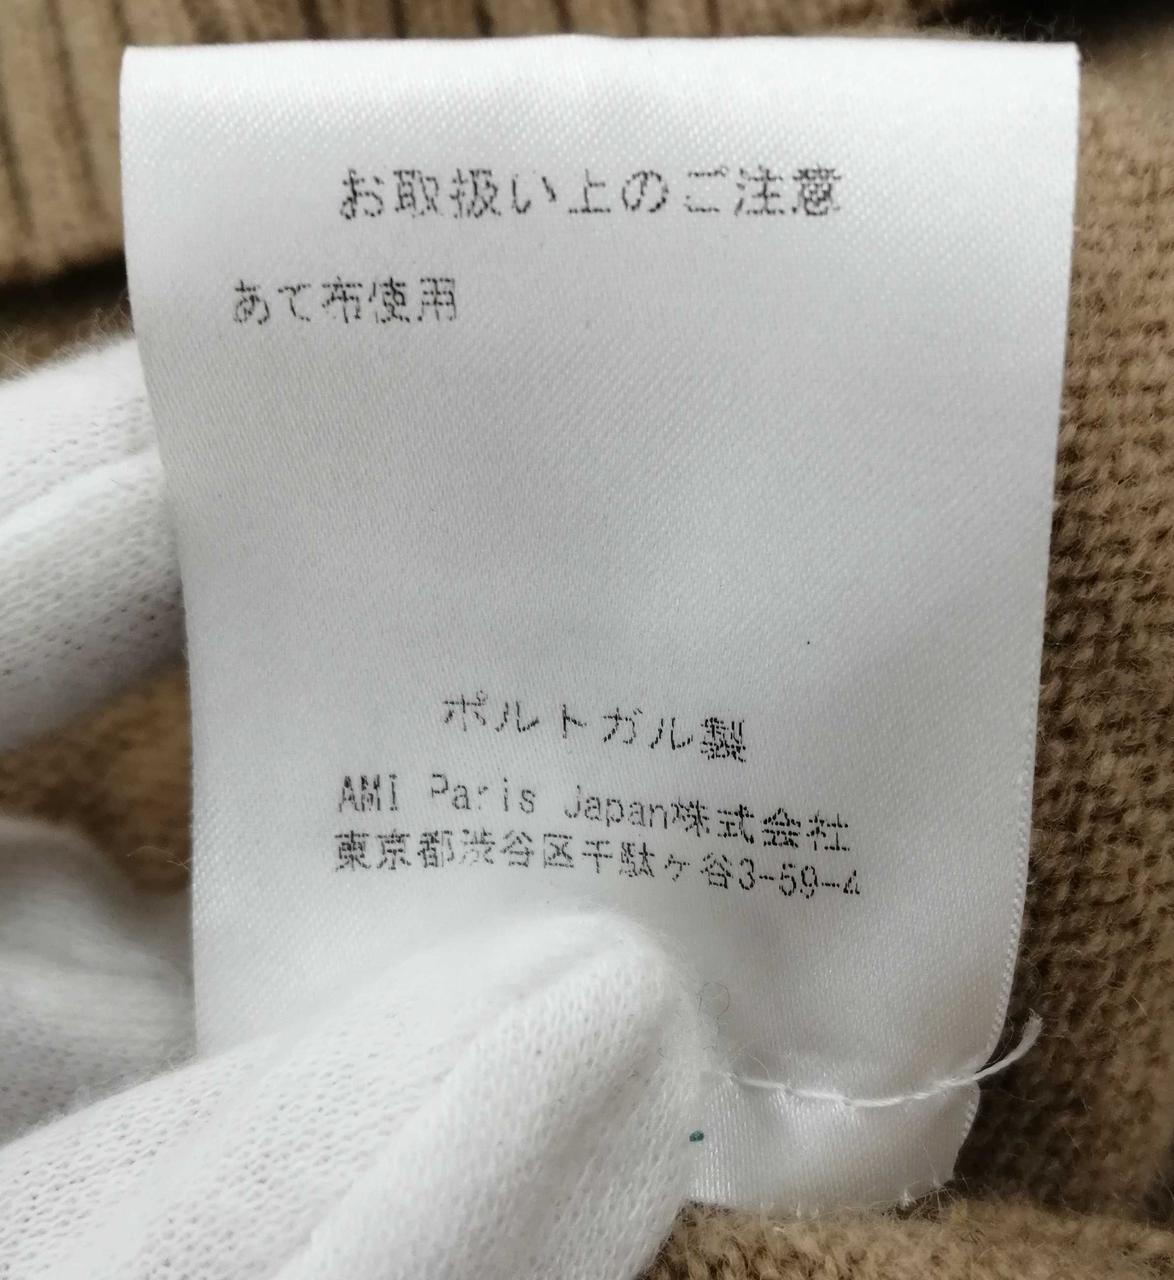 お取扱い上のご注意
あて布使用
ポルトガル製
AMI Paris Japan株式会社
東京都渋谷区千駄ヶ谷3-59-4